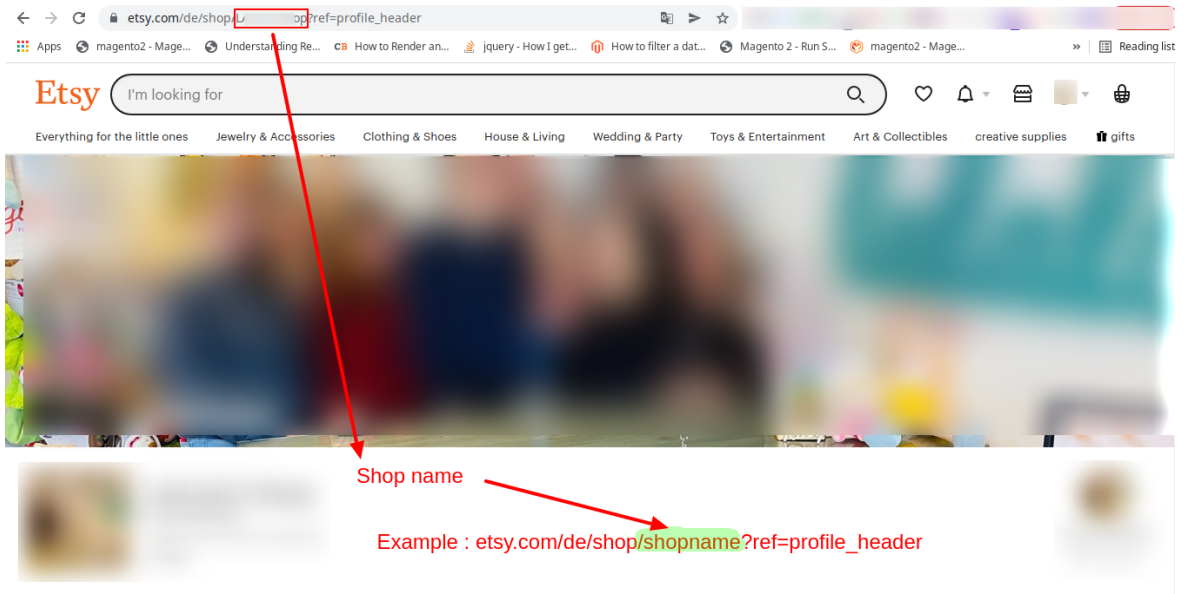 etsy.com/de/shop/L op?ref=profile_header
Apps magento2 - Mage... Understanding Re... CB How to Render an... jquery - How I get... How to filter a dat... Magento 2 - Run S... magento2 - Mage... » Reading list
Etsy I'm looking for
Everything for the little ones Jewelry & Accessories Clothing & Shoes House & Living Wedding & Party Toys & Entertainment Art & Collectibles creative supplies gifts
Shop name
Example : etsy.com/de/shop/shopname?ref=profile_header